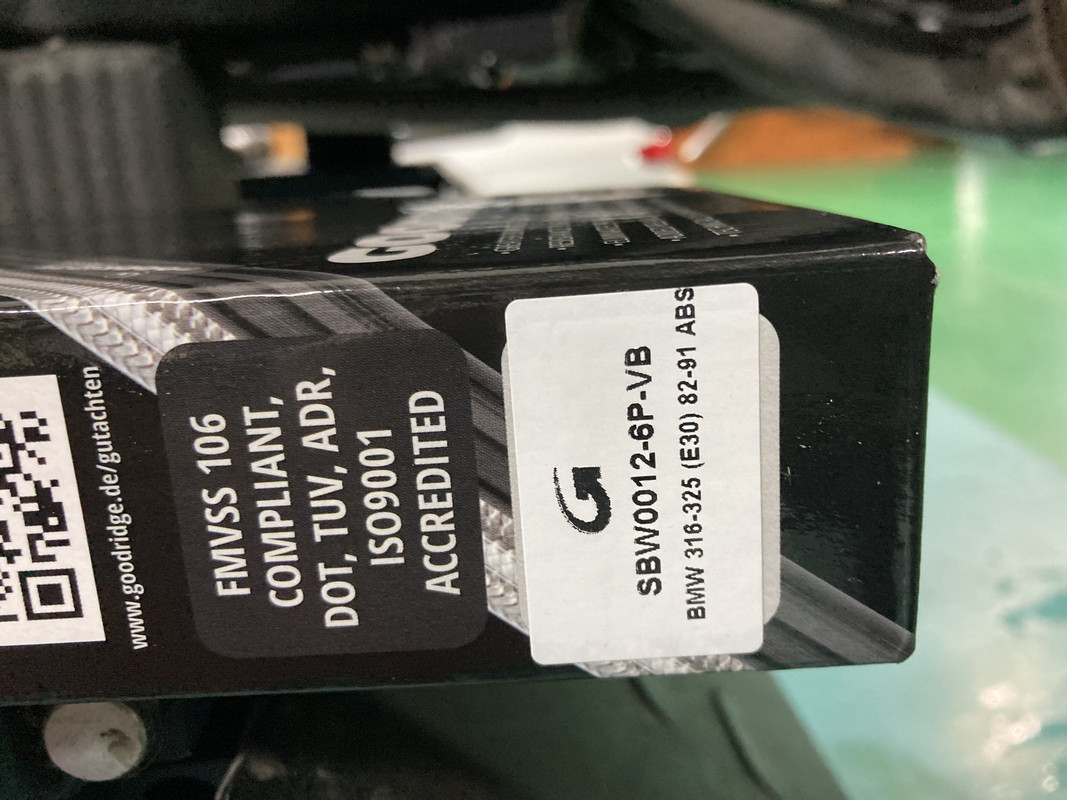 www.goodridge.de/gutachten
FMVSS 106
COMPLIANT,
DOT, TUV, ADR,
ISO9001
ACCREDITED
SBW0012-6P-VB
BMW 316-325 (E30) 82-91 ABS